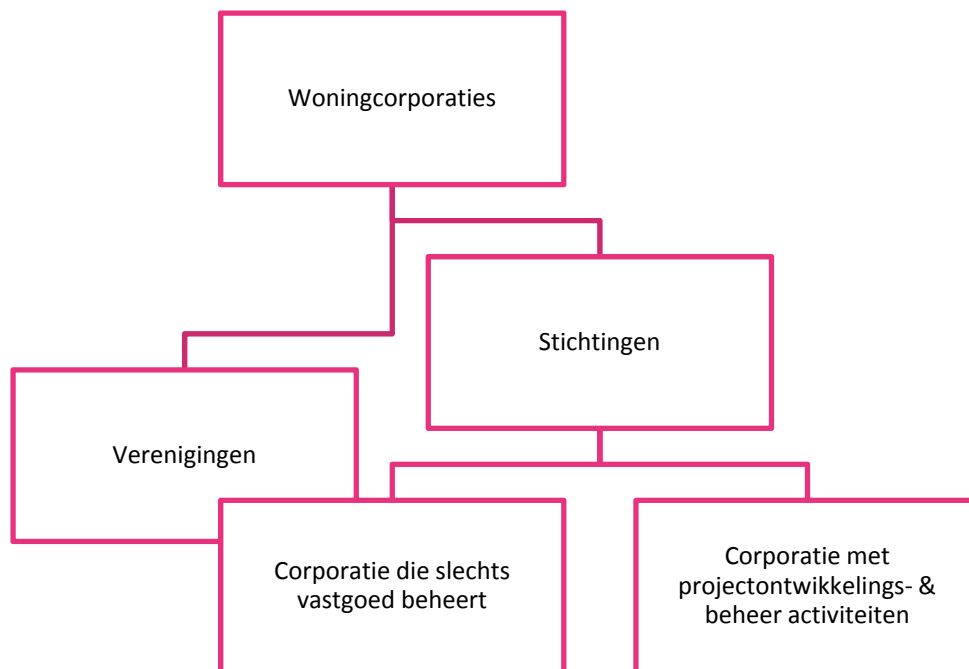 Woningcorporaties
Stichtingen
Verenigingen
Corporatie die slechts
vastgoed beheert
Corporatie met
projectontwikkelings- &
beheer activiteiten